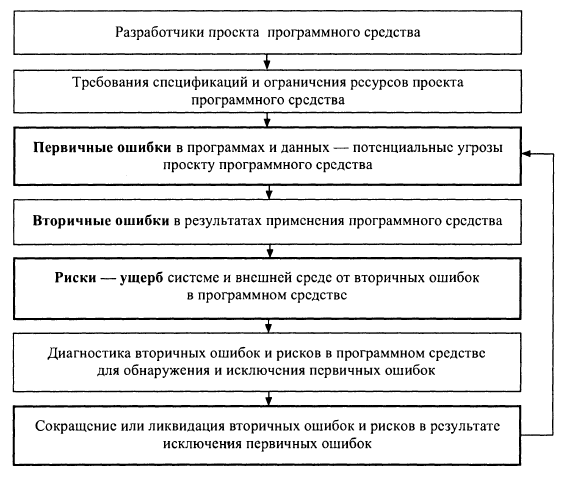 Разработчики проекта программного средства
Требования спецификаций и ограничения ресурсов проекта
программного средства
Первичные ошибки в программах и данных — потенциальные угрозы
проекту программного средства
Вторичные ошибки в результатах применения программного средства
Риски — ущерб системе и внешней среде от вторичных ошибок
в программном средстве
Диагностика вторичных ошибок и рисков в программном средстве
для обнаружения и исключения первичных ошибок
Сокращение или ликвидация вторичных ошибок и рисков в результате
исключения первичных ошибок